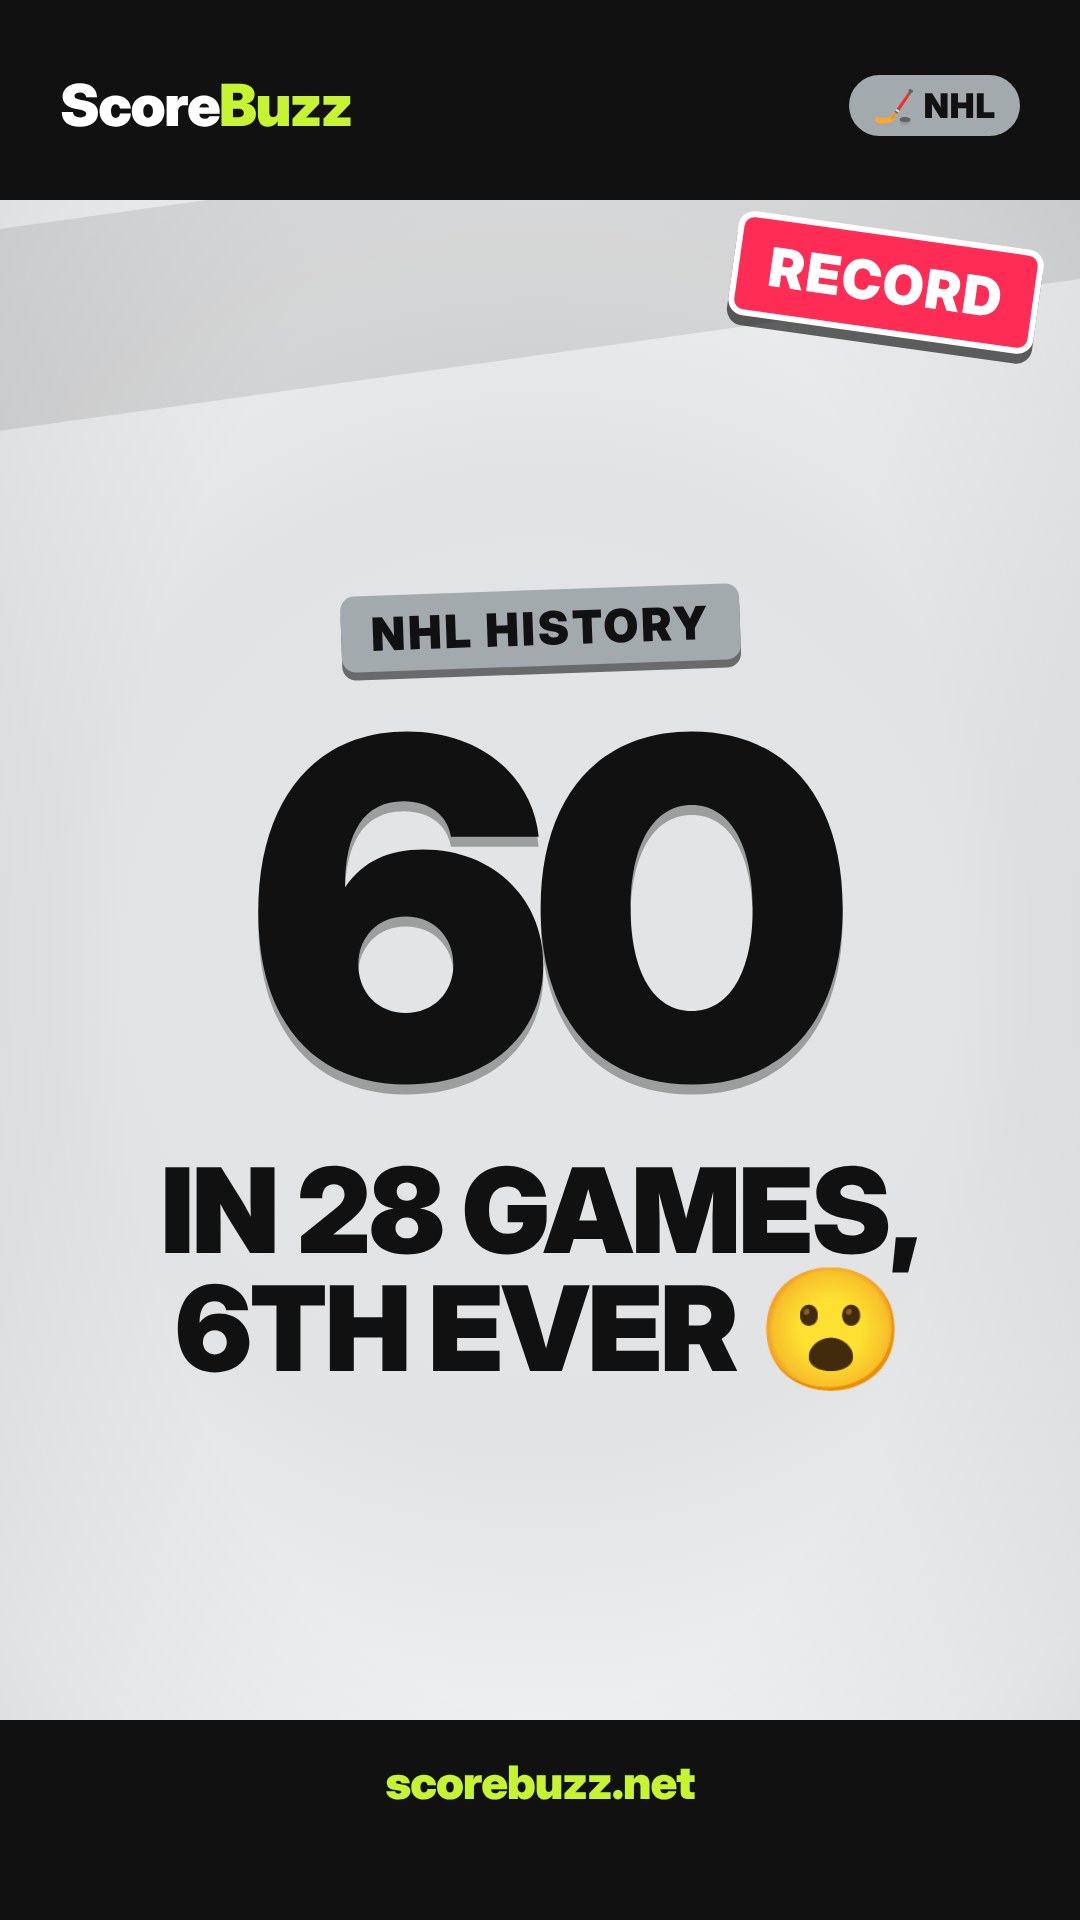 ScoreBuzz
🏒 NHL
RECORD
NHL HISTORY
60
IN 28 GAMES,
6TH EVER 😮
scorebuzz.net